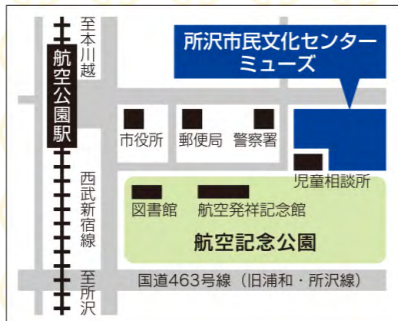 至本川越
航空公園駅
西武新宿線
至所沢
所沢市民文化センター
ミューズ
市役所
郵便局
警察署
児童相談所
図書館
航空発祥記念館
航空記念公園
国道463号線（旧浦和・所沢線）